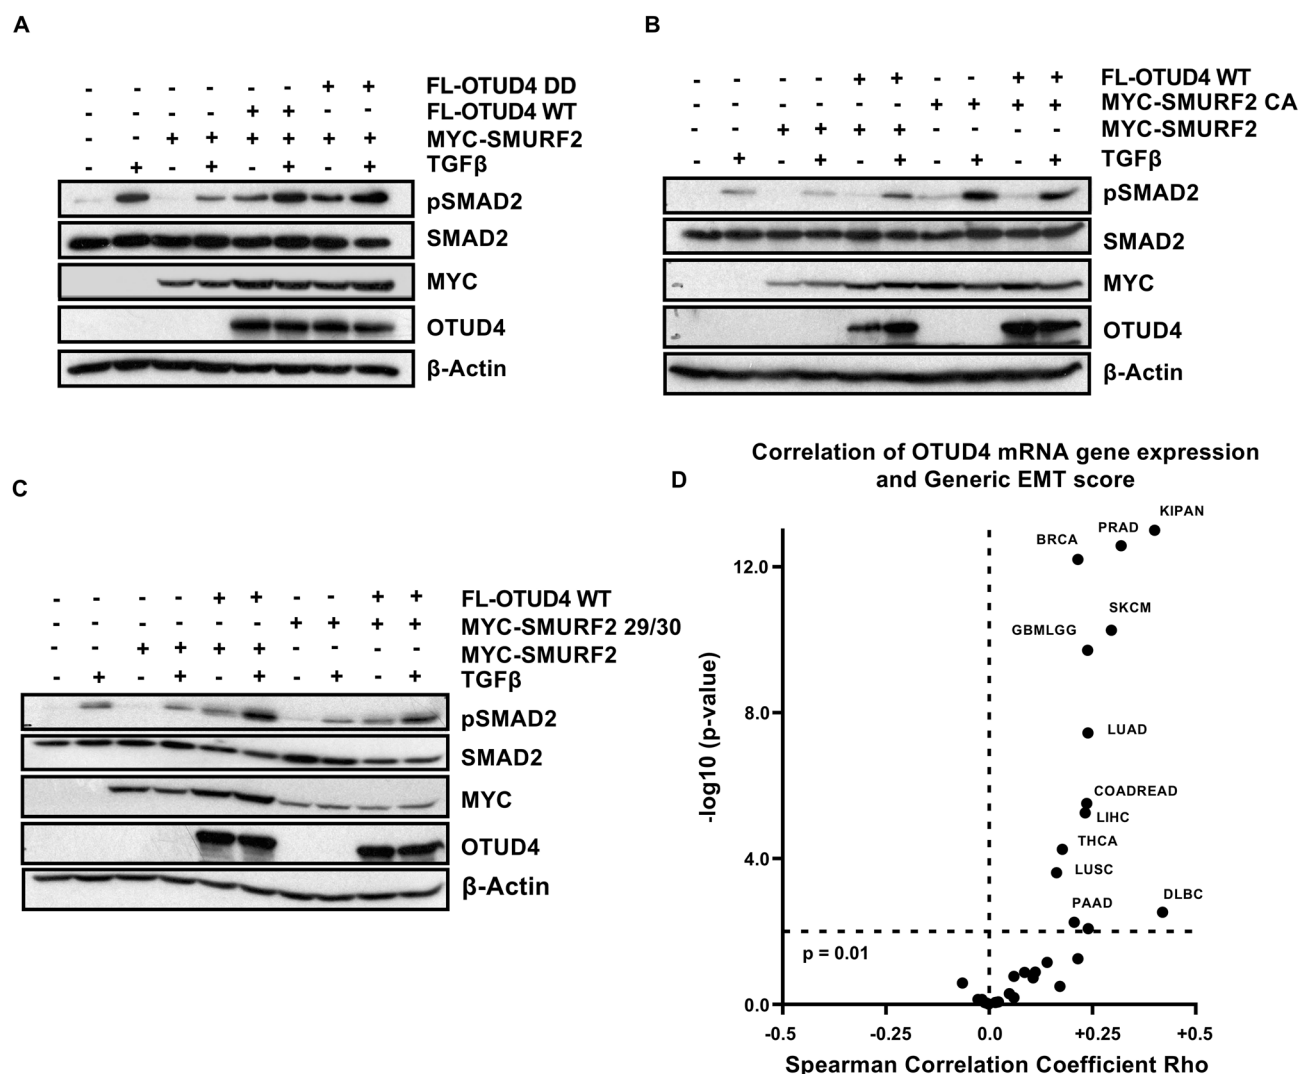 A
- - - - - - + + FL-OTUD4 DD
- - - - + + - - FL-OTUD4 WT
- - + + + + + + MYC-SMURF2
- + - + - + - + TGFβ
pSMAD2
SMAD2
MYC
OTUD4
β-Actin
B
- - - - + + - - + + FL-OTUD4 WT
- - - - - - + + + + MYC-SMURF2 CA
- - + + + + - - - - MYC-SMURF2
- + - + - + - + - + TGFβ
pSMAD2
SMAD2
MYC
OTUD4
β-Actin
C
- - - - + + - - + + FL-OTUD4 WT
- - - - - - + + + + MYC-SMURF2 29/30
- - + + + + - - - - MYC-SMURF2
- + - + - + - + - + TGFβ
pSMAD2
SMAD2
MYC
OTUD4
β-Actin
D
Correlation of OTUD4 mRNA gene expression
and Generic EMT score
KIPAN
PRAD
BRCA
12.0
SKCM
GBMLGG
8.0
LUAD
COADREAD
LIHC
THCA
4.0
LUSC
DLBC
PAAD
p = 0.01
0.0
-log10 (p-value)
-0.5 -0.25 0.0 +0.25 +0.5
Spearman Correlation Coefficient Rho